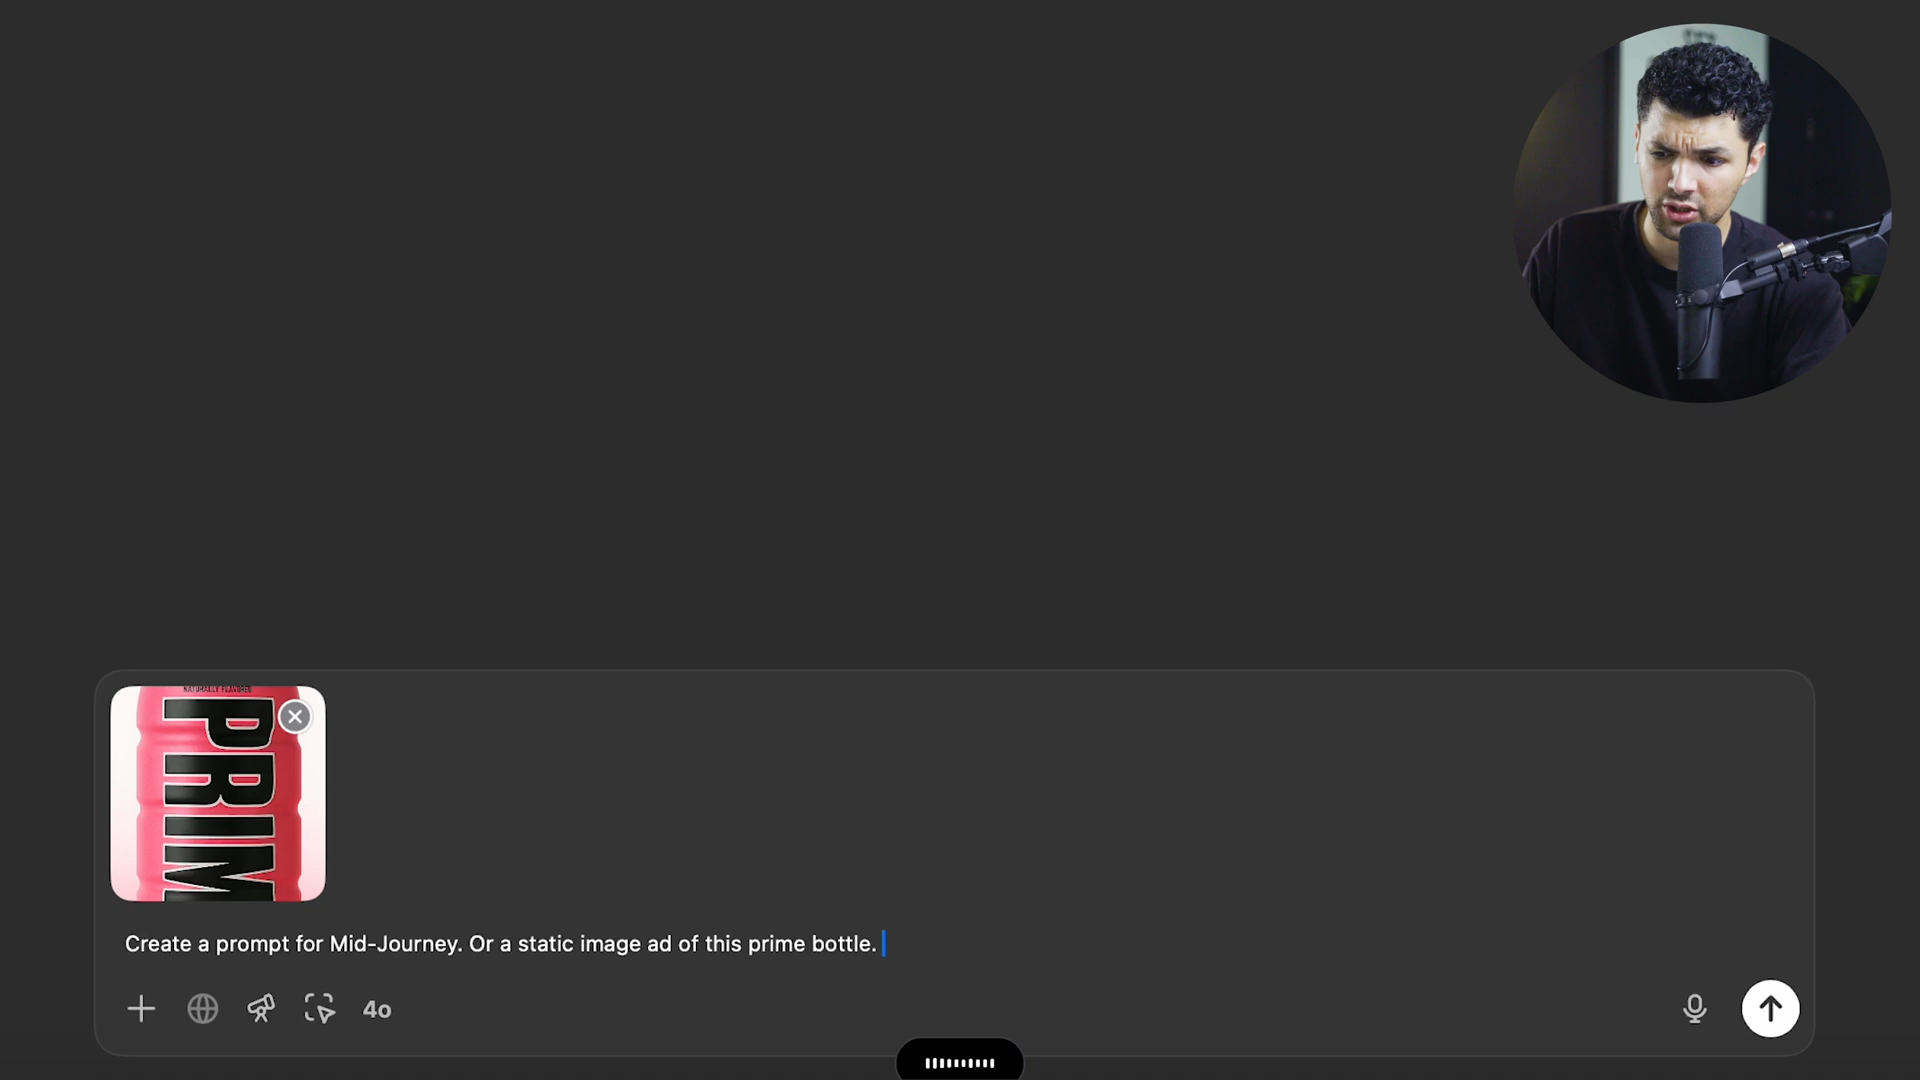 NATURALLY FLAVORED
PRIM
Create a prompt for Mid-Journey. Or a static image ad of this prime bottle.
4o